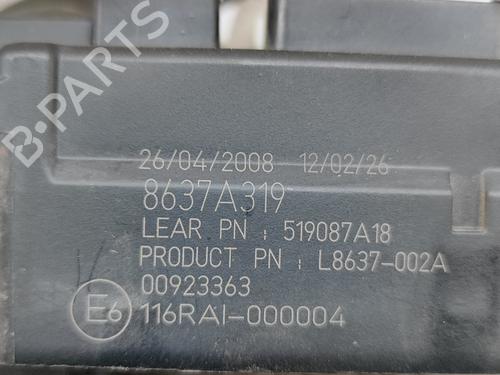 B-PARTS
26/04/2008 12/02/26
8637A319
LEAR PN : 519087A18
PRODUCT PN : L8637-002A
00923363
E6 116RAI-000004